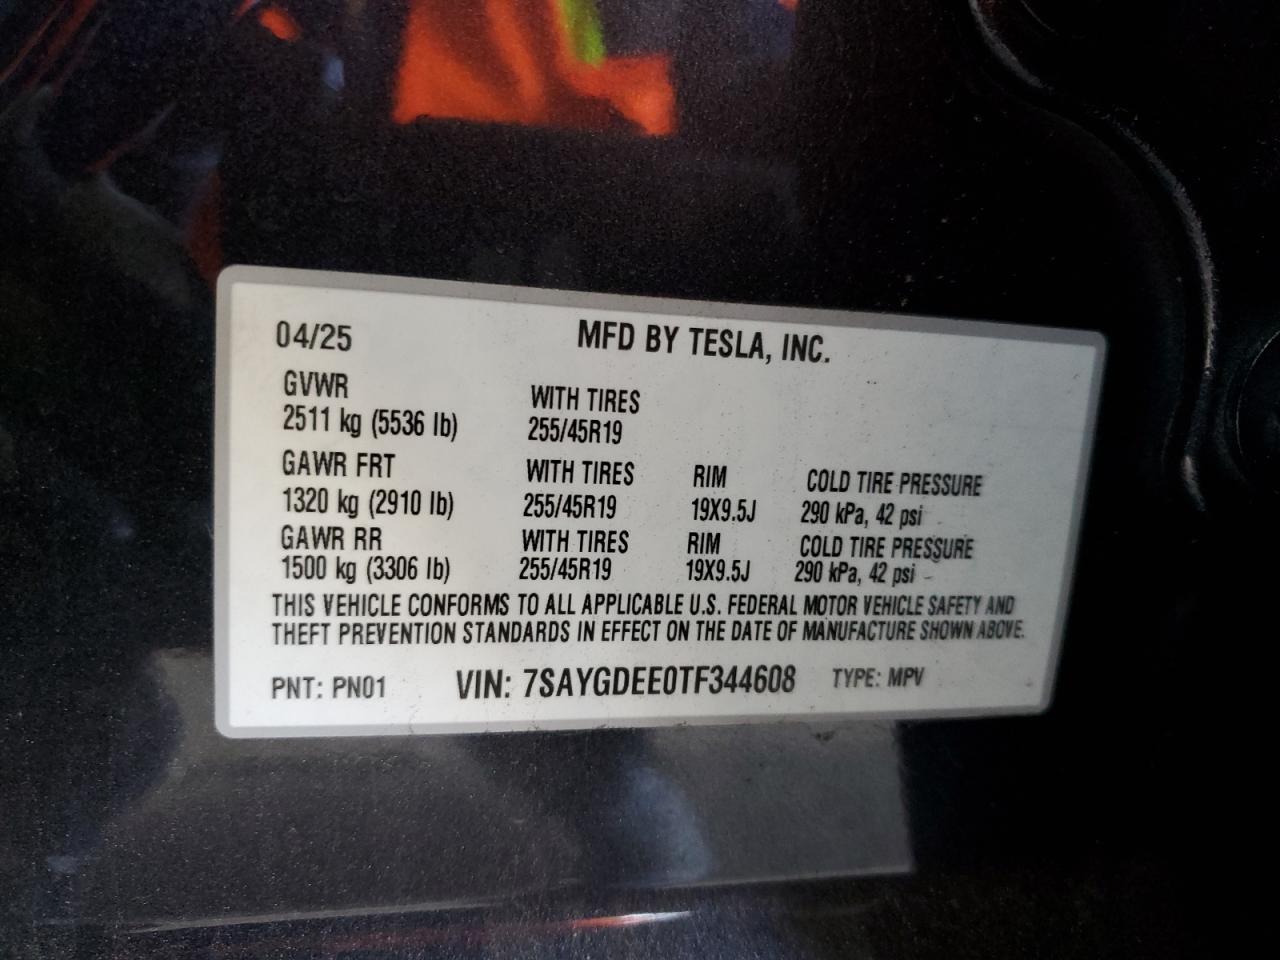 04/25 MFD BY TESLA, INC.
GVWR WITH TIRES
2511 kg (5536 lb) 255/45R19
GAWR FRT WITH TIRES RIM COLD TIRE PRESSURE
1320 kg (2910 lb) 255/45R19 19X9.5J 290 kPa, 42 psi
GAWR RR WITH TIRES RIM COLD TIRE PRESSURE
1500 kg (3306 lb) 255/45R19 19X9.5J 290 kPa, 42 psi
THIS VEHICLE CONFORMS TO ALL APPLICABLE U.S. FEDERAL MOTOR VEHICLE SAFETY AND
THEFT PREVENTION STANDARDS IN EFFECT ON THE DATE OF MANUFACTURE SHOWN ABOVE.
PNT: PN01 VIN: 7SAYGDEE0TF344608 TYPE: MPV